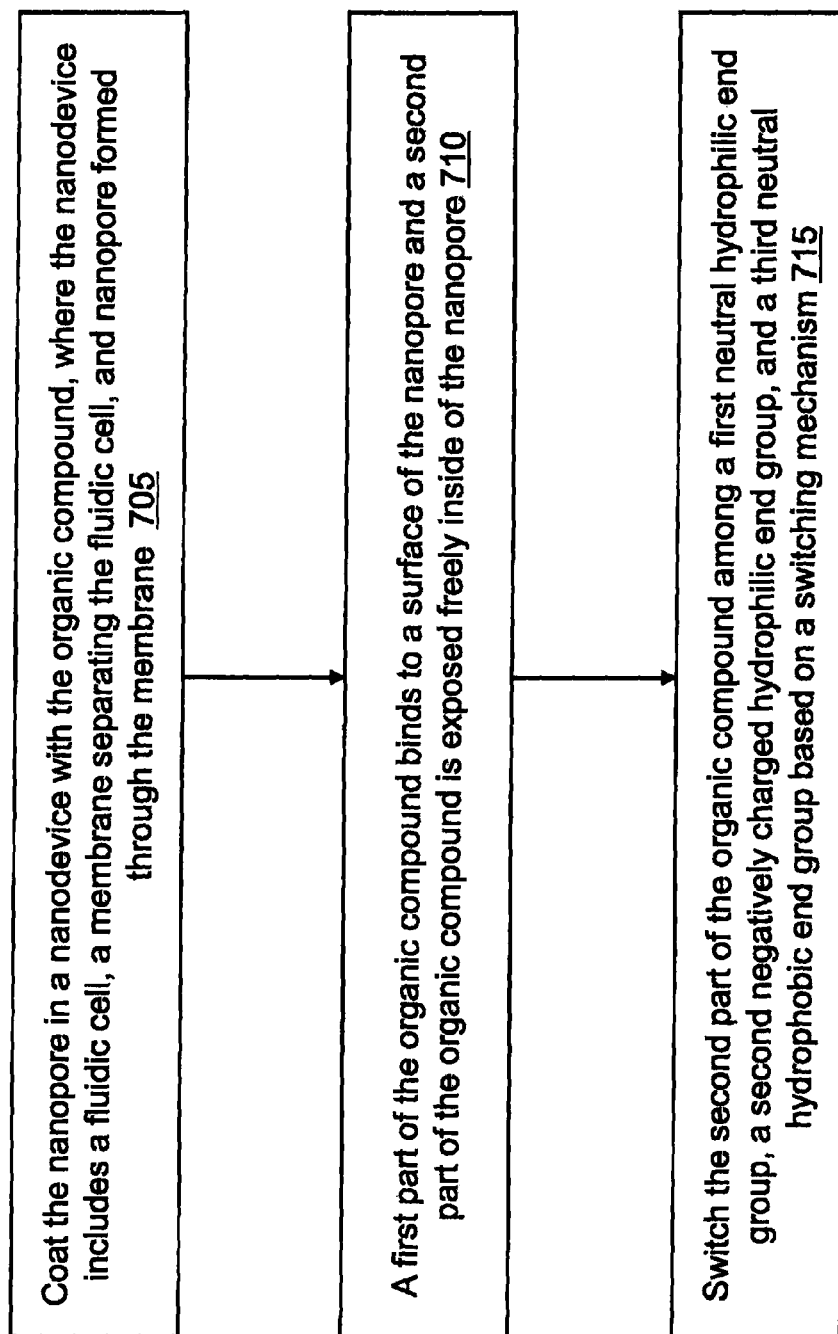 Coat the nanopore in a nanodevice with the organic compound, where the nanodevice
includes a fluidic cell, a membrane separating the fluidic cell, and nanopore formed
through the membrane 705
A first part of the organic compound binds to a surface of the nanopore and a second
part of the organic compound is exposed freely inside of the nanopore 710
Switch the second part of the organic compound among a first neutral hydrophilic end
group, a second negatively charged hydrophilic end group, and a third neutral
hydrophobic end group based on a switching mechanism 715